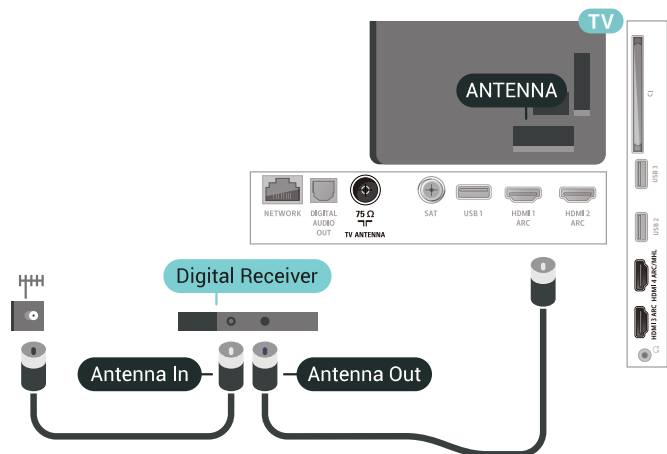 TV
ANTENNA
CI
USB 3
USB 2
HDMI 4 ARC/MHL
HDMI 3 ARC
NETWORK
DIGITAL
AUDIO
OUT
75 Ω
TV ANTENNA
SAT
USB 1
HDMI 1
ARC
HDMI 2
ARC
Digital Receiver
Antenna In
Antenna Out